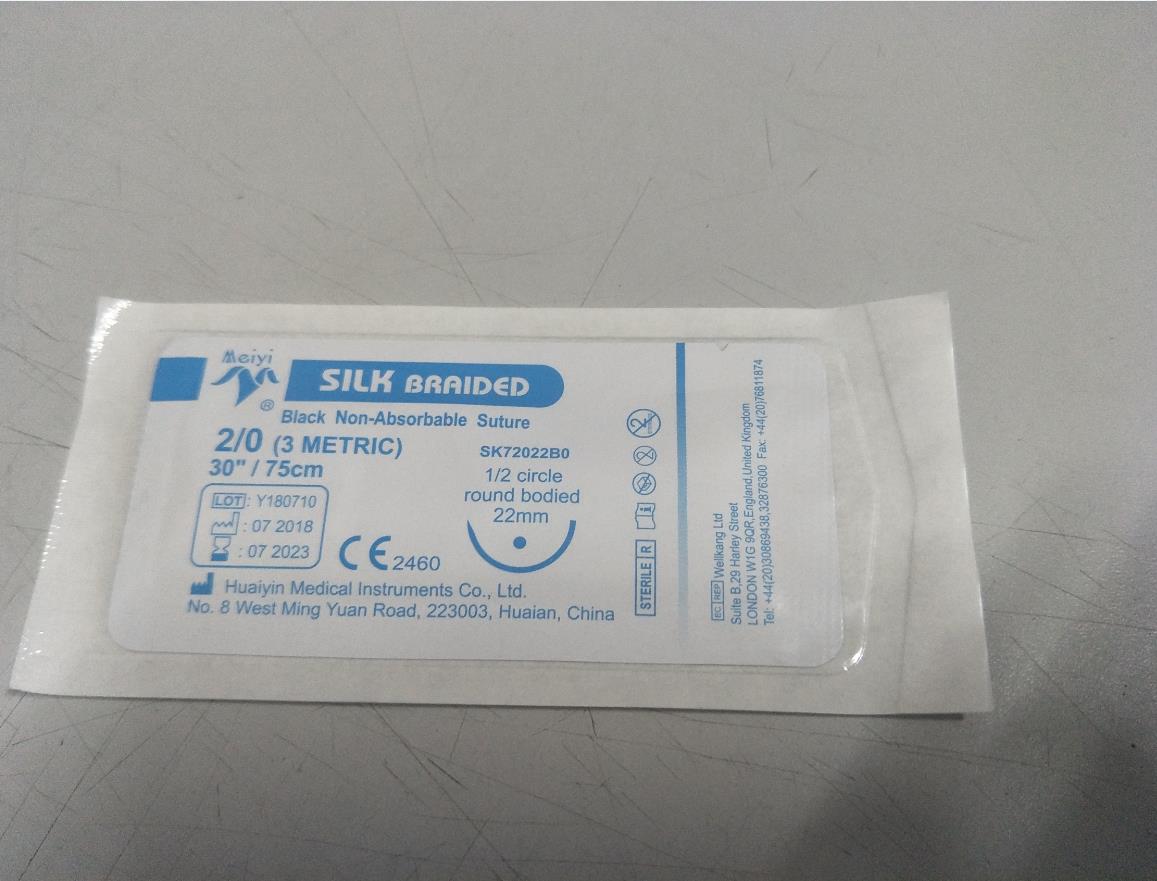 Meiyi
®
SILK BRAIDED
Black Non-Absorbable Suture
2/0 (3 METRIC)
30" / 75cm
LOT: Y180710
: 07 2018
: 07 2023
CE 2460
SK72022B0
1/2 circle
round bodied
22mm
Huaiyin Medical Instruments Co., Ltd.
No. 8 West Ming Yuan Road, 223003, Huaian, China
2
2
i
STERILE R
EC REP Wellkang Ltd
Suite B,29 Harley Street
LONDON W1G 9QR,England,United Kingdom
Tel: +44(20)30869438,32876300 Fax: +44(20)76811874